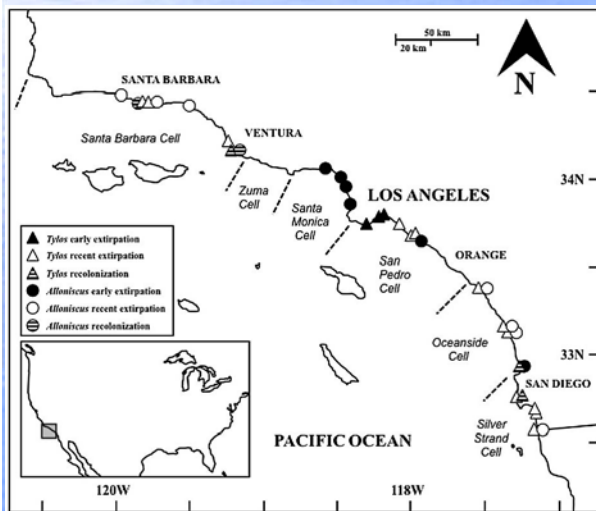 50 km
20 km
N
SANTA BARBARA
Santa Barbara Cell
VENTURA
34N
Zuma
Cell
LOS ANGELES
Santa
Monica
Cell
Tylos early extirpation
Tylos recent extirpation
Tylos recolonization
Alloniscus early extirpation
Alloniscus recent extirpation
Alloniscus recolonization
San
Pedro
Cell
ORANGE
Oceanside
Cell
33N
SAN DIEGO
Silver
Strand
Cell
PACIFIC OCEAN
120W
118W